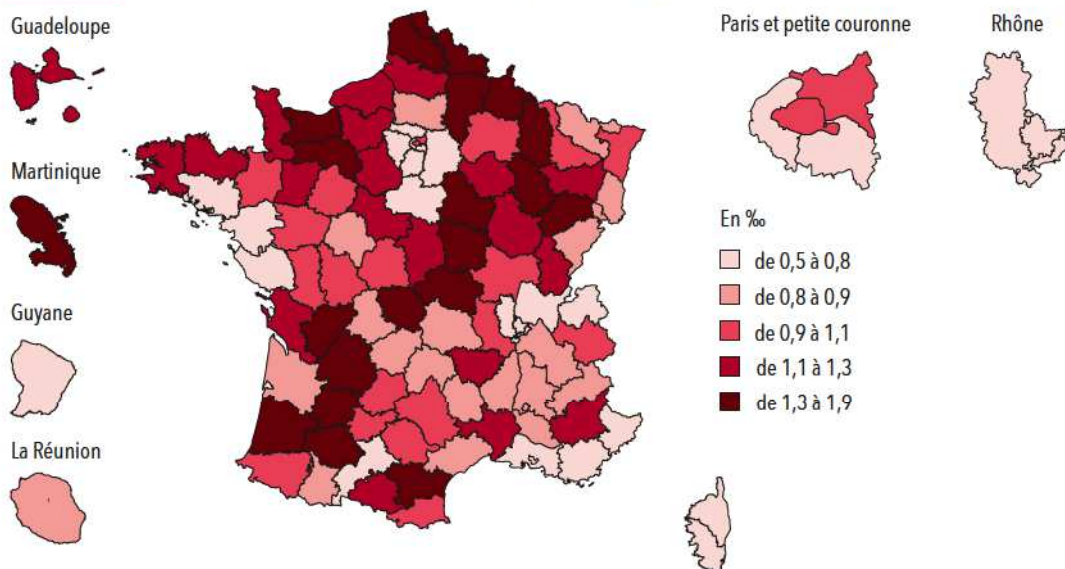 Guadeloupe
Martinique
Guyane
La Réunion
Paris et petite couronne
Rhône
En ‰
de 0,5 à 0,8
de 0,8 à 0,9
de 0,9 à 1,1
de 1,1 à 1,3
de 1,3 à 1,9